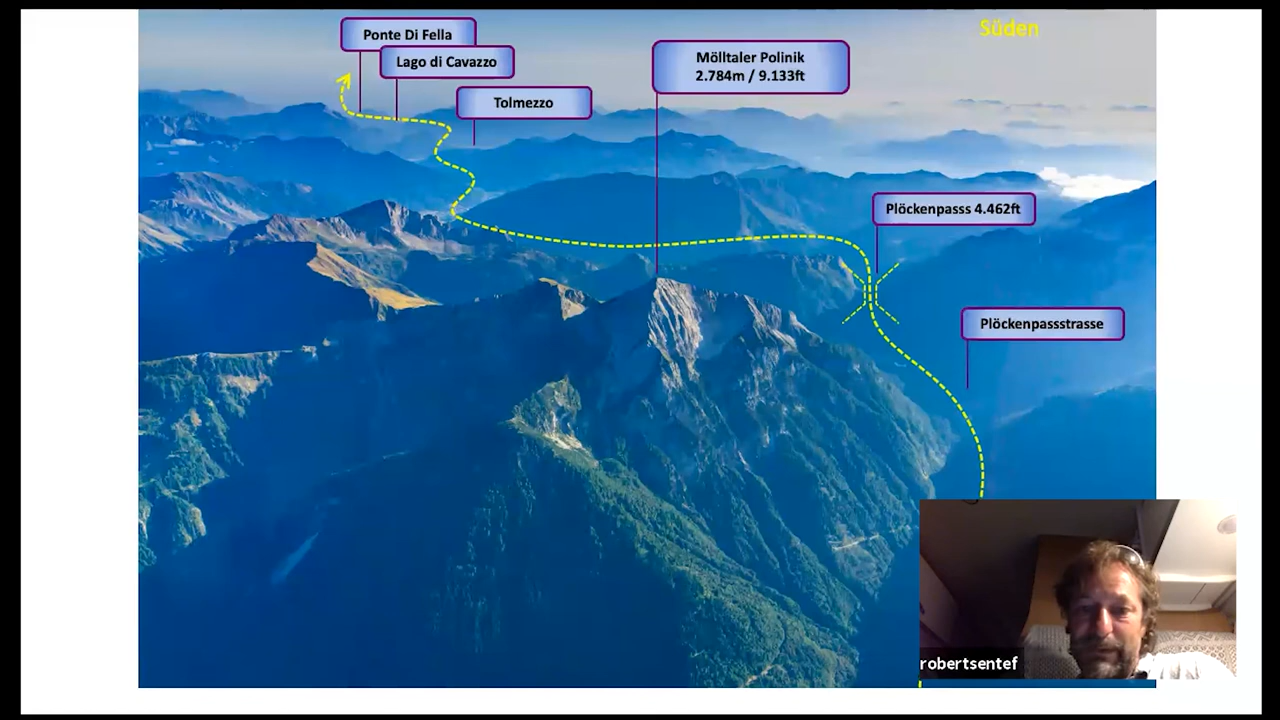 Süden
Ponte Di Fella
Lago di Cavazzo
Mölltaler Polinik
2.784m / 9.133ft
Tolmezzo
Plöckenpasss 4.462ft
Plöckenpassstrasse
robertsentef